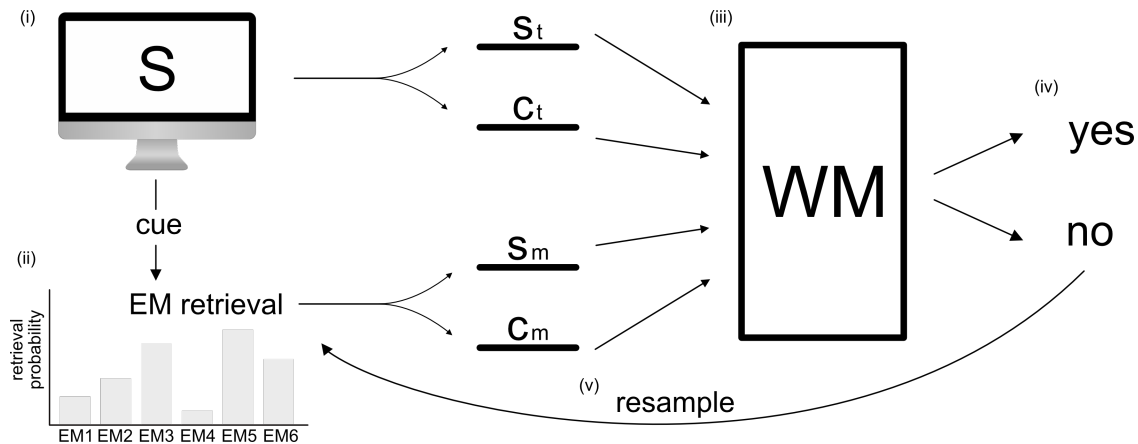 (i)
S
cue
(ii)
EM retrieval
retrieval
probability
EM1 EM2 EM3 EM4 EM5 EM6
st
ct
sm
cm
(iii)
WM
(iv)
yes
no
(v)
resample